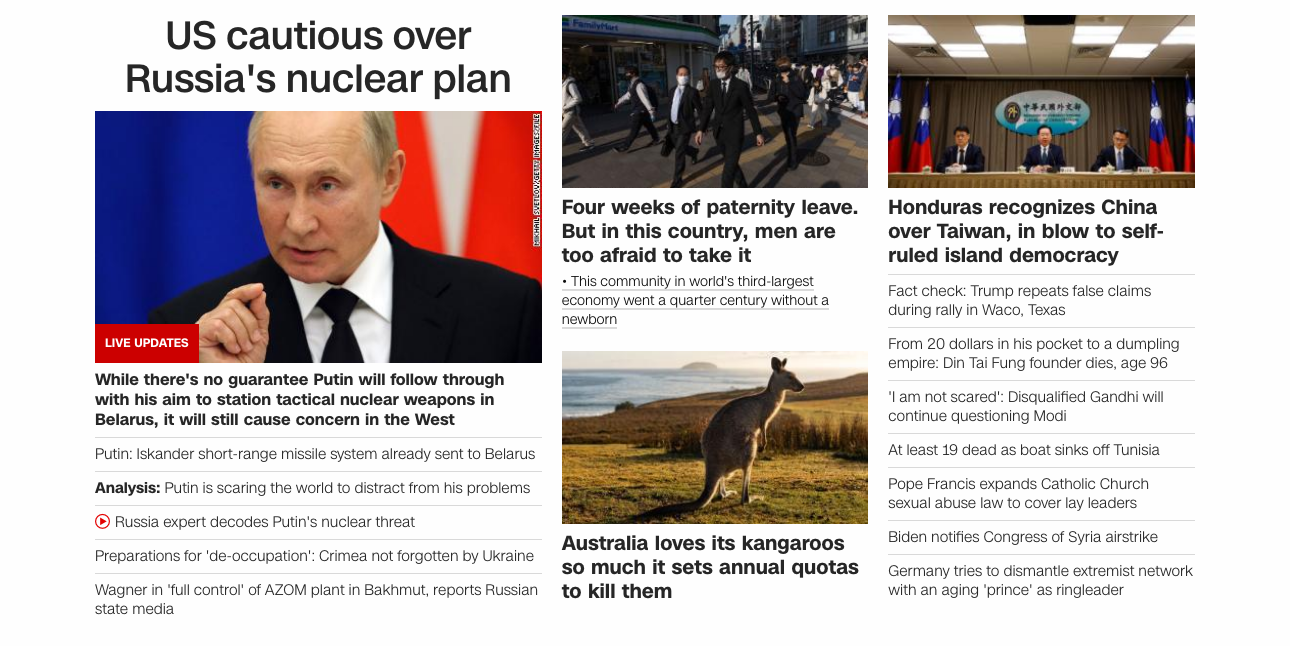 US cautious over
Russia's nuclear plan
MIKHAIL SVETLOV/GETTY IMAGES/FILE
LIVE UPDATES
While there's no guarantee Putin will follow through
with his aim to station tactical nuclear weapons in
Belarus, it will still cause concern in the West
Putin: Iskander short-range missile system already sent to Belarus
Analysis: Putin is scaring the world to distract from his problems
Russia expert decodes Putin's nuclear threat
Preparations for 'de-occupation': Crimea not forgotten by Ukraine
Wagner in 'full control' of AZOM plant in Bakhmut, reports Russian
state media
FamilyMart
Four weeks of paternity leave.
But in this country, men are
too afraid to take it
• This community in world's third-largest
economy went a quarter century without a
newborn
Australia loves its kangaroos
so much it sets annual quotas
to kill them
中華民國外交部
Honduras recognizes China
over Taiwan, in blow to self-
ruled island democracy
Fact check: Trump repeats false claims
during rally in Waco, Texas
From 20 dollars in his pocket to a dumpling
empire: Din Tai Fung founder dies, age 96
'I am not scared': Disqualified Gandhi will
continue questioning Modi
At least 19 dead as boat sinks off Tunisia
Pope Francis expands Catholic Church
sexual abuse law to cover lay leaders
Biden notifies Congress of Syria airstrike
Germany tries to dismantle extremist network
with an aging 'prince' as ringleader